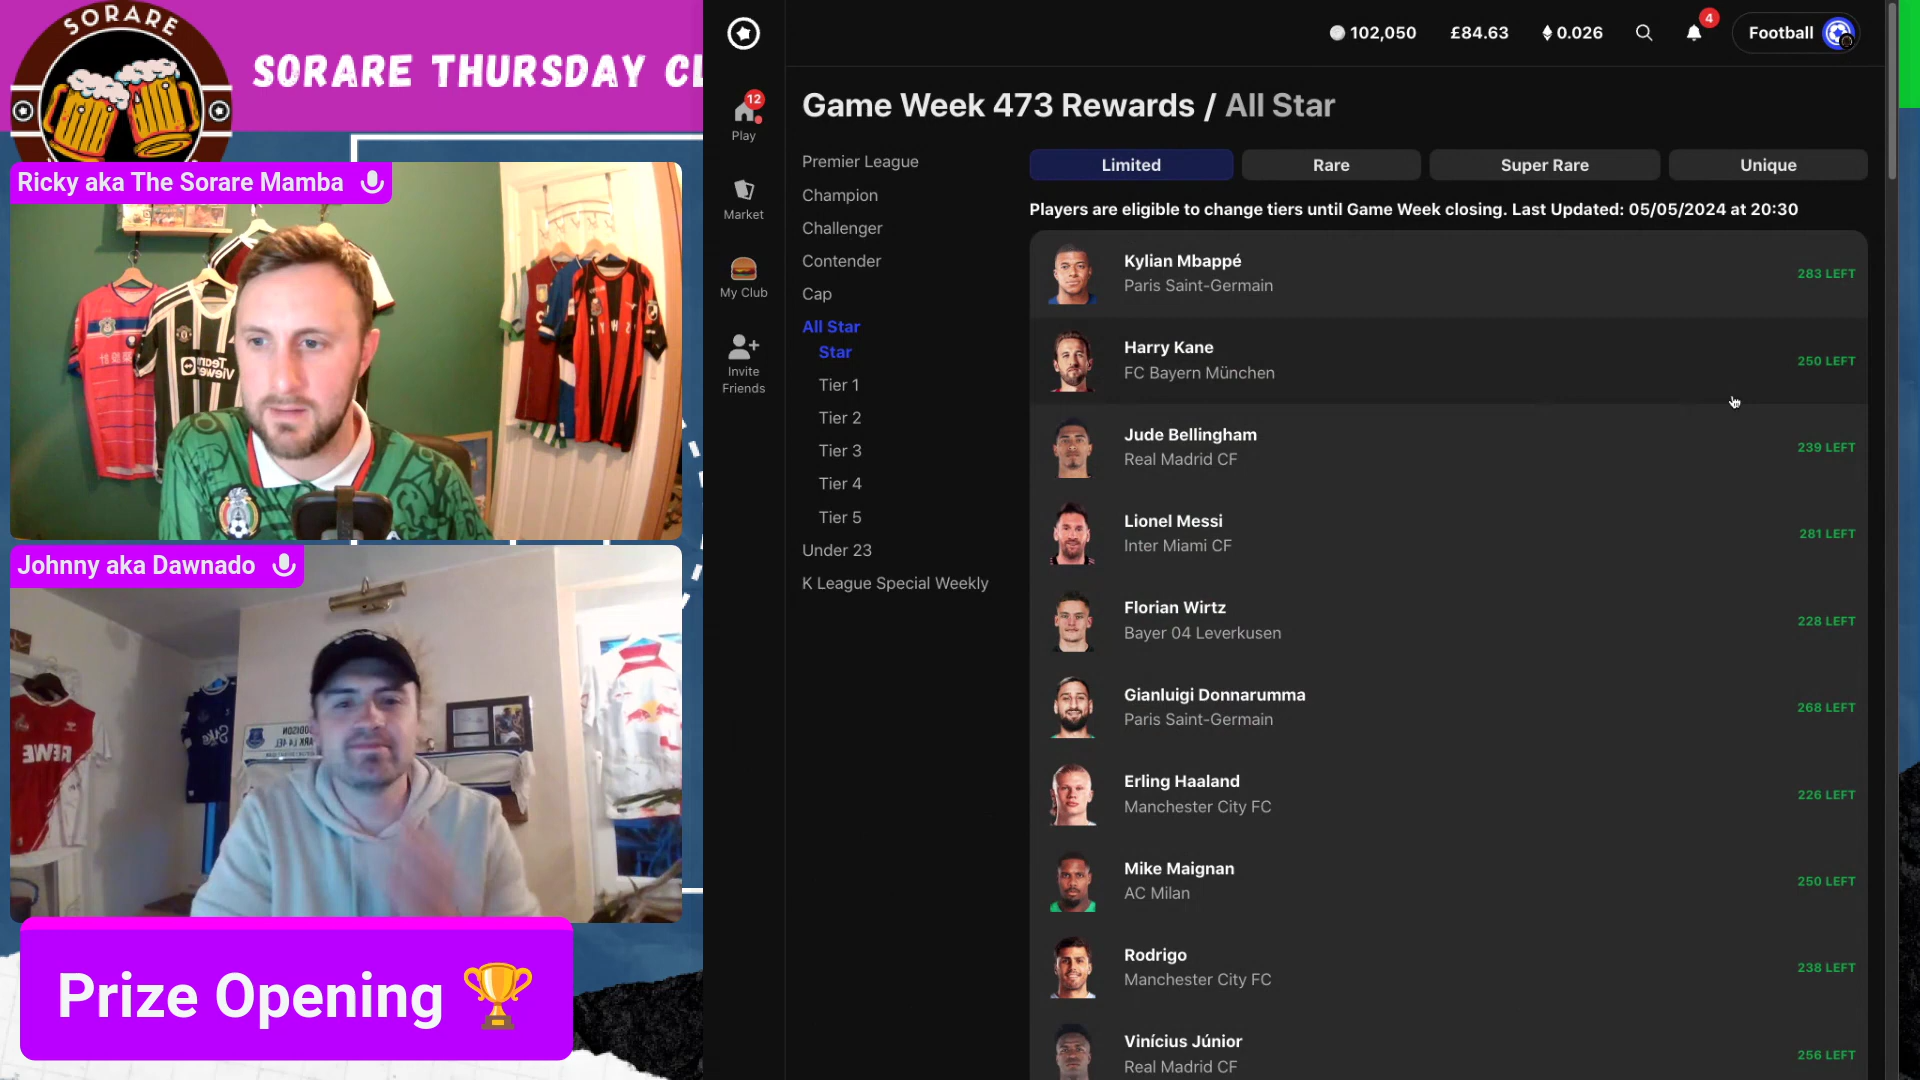 SORARE
SORARE THURSDAY CL
Ricky aka The Sorare Mamba
Team
Viewer
Johnny aka Dawnado
REWE
Prize Opening 🏆
12
Play
Market
My Club
Invite
Friends
102,050
£84.63
0.026
4
Football
Game Week 473 Rewards / All Star
Premier League
Champion
Challenger
Contender
Cap
All Star
Star
Tier 1
Tier 2
Tier 3
Tier 4
Tier 5
Under 23
K League Special Weekly
Limited
Rare
Super Rare
Unique
Players are eligible to change tiers until Game Week closing. Last Updated: 05/05/2024 at 20:30
Kylian Mbappé
Paris Saint-Germain
283 LEFT
Harry Kane
FC Bayern München
250 LEFT
Jude Bellingham
Real Madrid CF
239 LEFT
Lionel Messi
Inter Miami CF
281 LEFT
Florian Wirtz
Bayer 04 Leverkusen
228 LEFT
Gianluigi Donnarumma
Paris Saint-Germain
268 LEFT
Erling Haaland
Manchester City FC
226 LEFT
Mike Maignan
AC Milan
250 LEFT
Rodrigo
Manchester City FC
238 LEFT
Vinícius Júnior
Real Madrid CF
256 LEFT